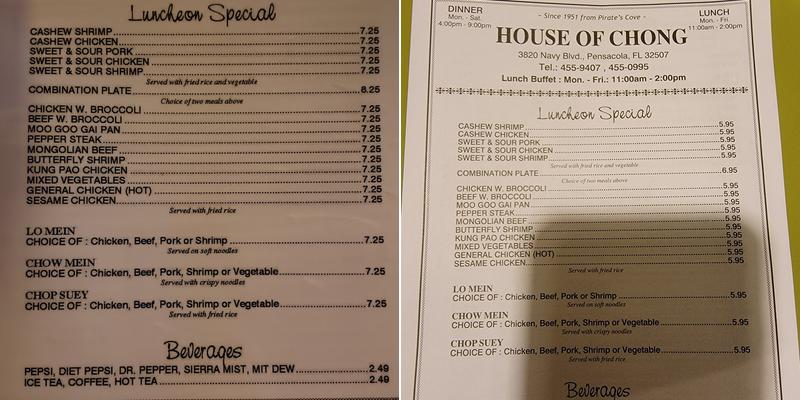 Luncheon Special
CASHEW SHRIMP 7.25
CASHEW CHICKEN 7.25
SWEET & SOUR PORK 7.25
SWEET & SOUR CHICKEN 7.25
SWEET & SOUR SHRIMP 7.25
Served with fried rice and vegetable
COMBINATION PLATE 8.25
Choice of two meals above
CHICKEN W. BROCCOLI 7.25
BEEF W. BROCCOLI 7.25
MOO GOO GAI PAN 7.25
PEPPER STEAK 7.25
MONGOLIAN BEEF 7.25
BUTTERFLY SHRIMP 7.25
KUNG PAO CHICKEN 7.25
MIXED VEGETABLES 7.25
GENERAL CHICKEN (HOT) 7.25
SESAME CHICKEN 7.25
Served with fried rice
LO MEIN
CHOICE OF : Chicken, Beef, Pork or Shrimp 7.25
Served on soft noodles
CHOW MEIN
CHOICE OF : Chicken, Beef, Pork, Shrimp or Vegetable 7.25
Served with crispy noodles
CHOP SUEY
CHOICE OF : Chicken, Beef, Pork, Shrimp or Vegetable 7.25
Served with fried rice
Beverages
PEPSI, DIET PEPSI, DR. PEPPER, SIERRA MIST, MIT DEW 2.49
ICE TEA, COFFEE, HOT TEA 2.49
DINNER
Mon. - Sat.
4:00pm - 9:00pm
~ Since 1951 from Pirate's Cove ~
LUNCH
Mon. - Fri.
11:00am - 2:00pm
HOUSE OF CHONG
3820 Navy Blvd., Pensacola, FL 32507
Tel.: 455-9407 , 455-0995
Lunch Buffet : Mon. - Fri.: 11:00am - 2:00pm
Luncheon Special
CASHEW SHRIMP 5.95
CASHEW CHICKEN 5.95
SWEET & SOUR PORK 5.95
SWEET & SOUR CHICKEN 5.95
SWEET & SOUR SHRIMP 5.95
Served with fried rice and vegetable
COMBINATION PLATE 6.95
Choice of two meals above
CHICKEN W. BROCCOLI 5.95
BEEF W. BROCCOLI 5.95
MOO GOO GAI PAN 5.95
PEPPER STEAK 5.95
MONGOLIAN BEEF 5.95
BUTTERFLY SHRIMP 5.95
KUNG PAO CHICKEN 5.95
MIXED VEGETABLES 5.95
GENERAL CHICKEN (HOT) 5.95
SESAME CHICKEN 5.95
Served with fried rice
LO MEIN
CHOICE OF : Chicken, Beef, Pork or Shrimp 5.95
Served on soft noodles
CHOW MEIN
CHOICE OF : Chicken, Beef, Pork, Shrimp or Vegetable 5.95
Served with crispy noodles
CHOP SUEY
CHOICE OF : Chicken, Beef, Pork, Shrimp or Vegetable 5.95
Served with fried rice
Beverages